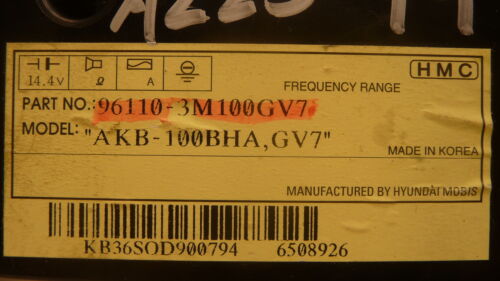 HMC
14.4V Ω A
FREQUENCY RANGE
PART NO.: 96110-3M100GV7
MODEL: "AKB-100BHA,GV7"
MADE IN KOREA
MANUFACTURED BY HYUNDAI MOBIS
KB36SOD900794 6508926